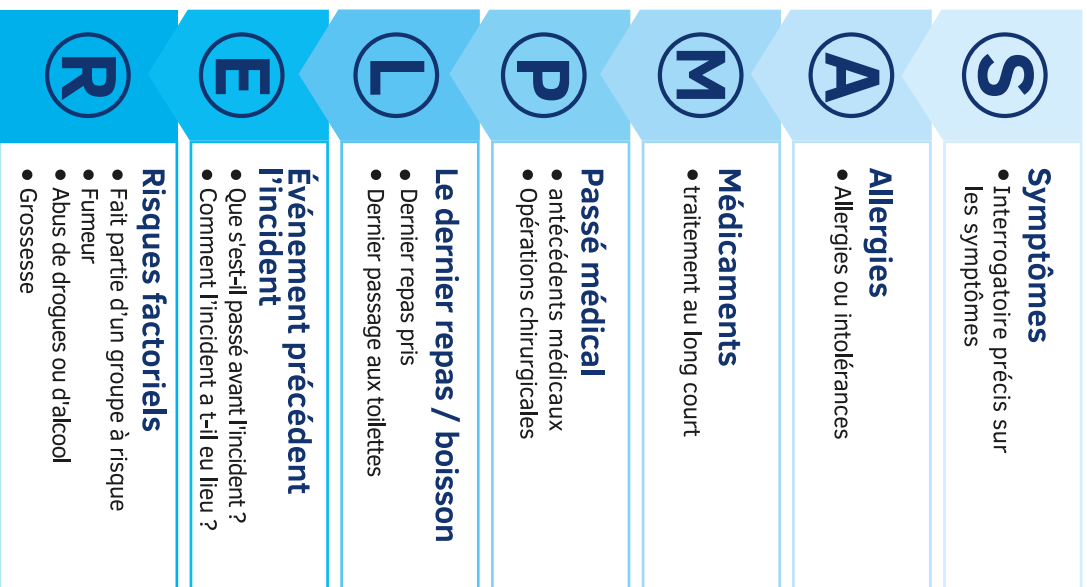 S
Symptômes
• Interrogatoire précis sur
les symptômes
A
Allergies
• Allergies ou intolérances
M
Médicaments
• traitement au long court
P
Passé médical
• antécédents médicaux
• Opérations chirurgicales
L
Le dernier repas / boisson
• Dernier repas pris
• Dernier passage aux toilettes
E
Événement précédent
l’incident
• Que s'est-il passé avant l'incident ?
• Comment l’incident a t-il eu lieu ?
R
Risques factoriels
• Fait partie d’un groupe à risque
• Fumeur
• Abus de drogues ou d'alcool
• Grossesse